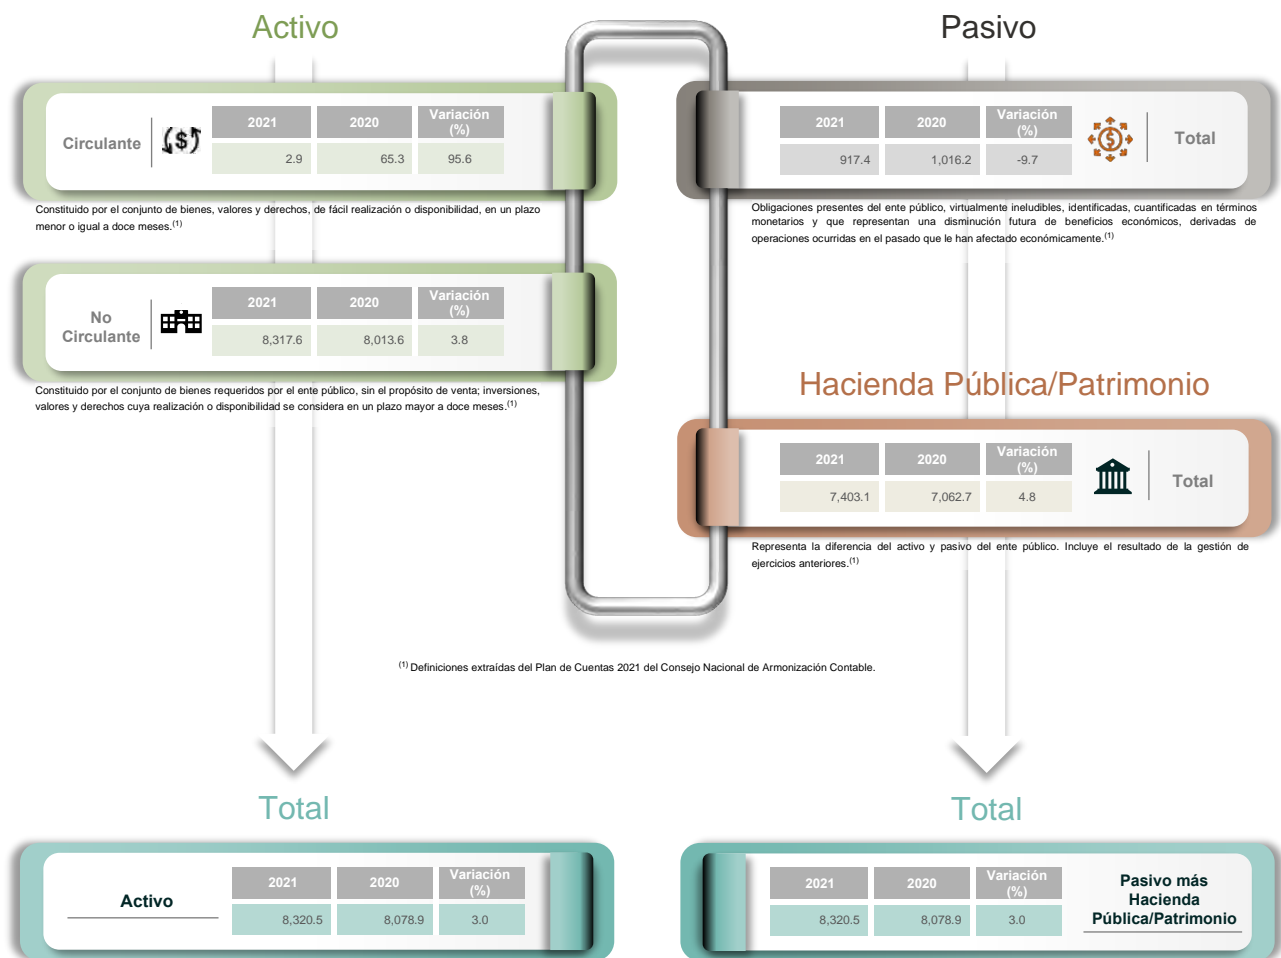 Activo
Circulante
2021 2020 Variación (%)
2.9 65.3 95.6
Constituido por el conjunto de bienes, valores y derechos, de fácil realización o disponibilidad, en un plazo
menor o igual a doce meses.(1)
No
Circulante
2021 2020 Variación (%)
8,317.6 8,013.6 3.8
Constituido por el conjunto de bienes requeridos por el ente público, sin el propósito de venta; inversiones,
valores y derechos cuya realización o disponibilidad se considera en un plazo mayor a doce meses.(1)
Pasivo
2021 2020 Variación (%)
917.4 1,016.2 -9.7
Total
Obligaciones presentes del ente público, virtualmente ineludibles, identificadas, cuantificadas en términos
monetarios y que representan una disminución futura de beneficios económicos, derivadas de
operaciones ocurridas en el pasado que le han afectado económicamente.(1)
Hacienda Pública/Patrimonio
2021 2020 Variación (%)
7,403.1 7,062.7 4.8
Total
Representa la diferencia del activo y pasivo del ente público. Incluye el resultado de la gestión de
ejercicios anteriores.(1)
(1) Definiciones extraídas del Plan de Cuentas 2021 del Consejo Nacional de Armonización Contable.
Total
Activo
2021 2020 Variación (%)
8,320.5 8,078.9 3.0
Total
2021 2020 Variación (%)
8,320.5 8,078.9 3.0
Pasivo más
Hacienda
Pública/Patrimonio